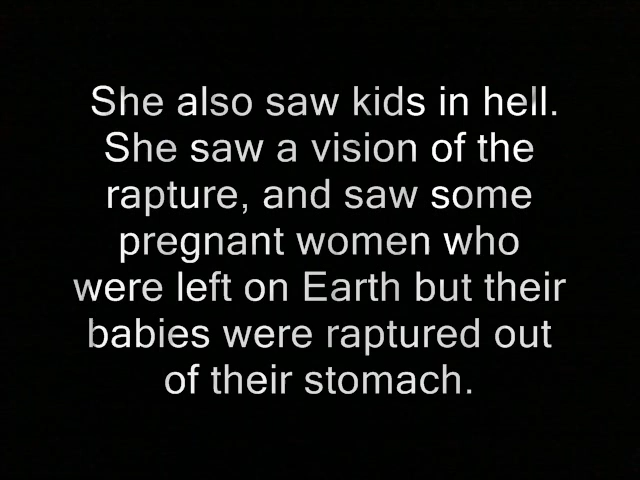 She also saw kids in hell.
She saw a vision of the
rapture, and saw some
pregnant women who
were left on Earth but their
babies were raptured out
of their stomach.